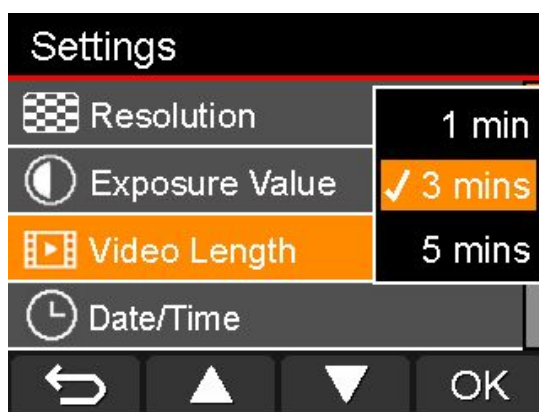 Settings
Resolution
Exposure Value
Video Length
Date/Time
1 min
3 mins
5 mins
OK